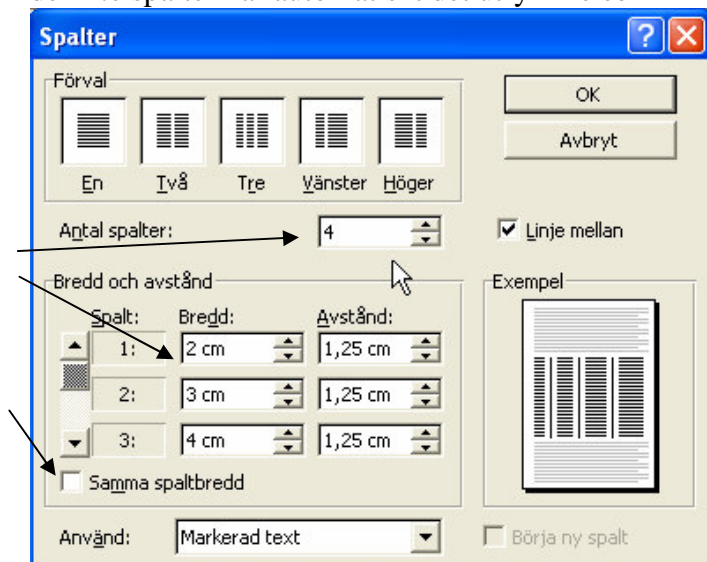 Spalter
Förval
OK
Avbryt
En Två Tre Vänster Höger
Antal spalter: 4
Linje mellan
Bredd och avstånd
Exempel
Spalt: Bredd: Avstånd:
1: 2 cm 1,25 cm
2: 3 cm 1,25 cm
3: 4 cm 1,25 cm
Samma spaltbredd
Använd: Markerad text
Börja ny spalt